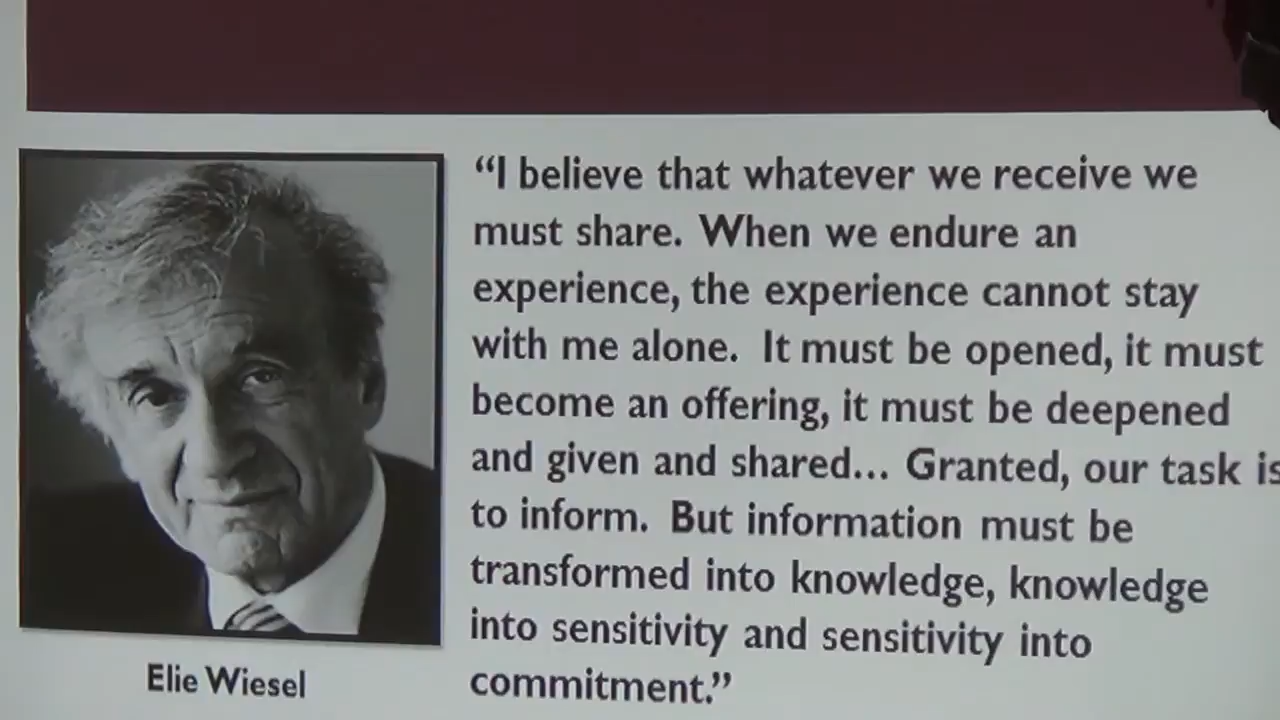 “I believe that whatever we receive we
must share. When we endure an
experience, the experience cannot stay
with me alone. It must be opened, it must
become an offering, it must be deepened
and given and shared... Granted, our task is
to inform. But information must be
transformed into knowledge, knowledge
into sensitivity and sensitivity into
commitment.”
Elie Wiesel